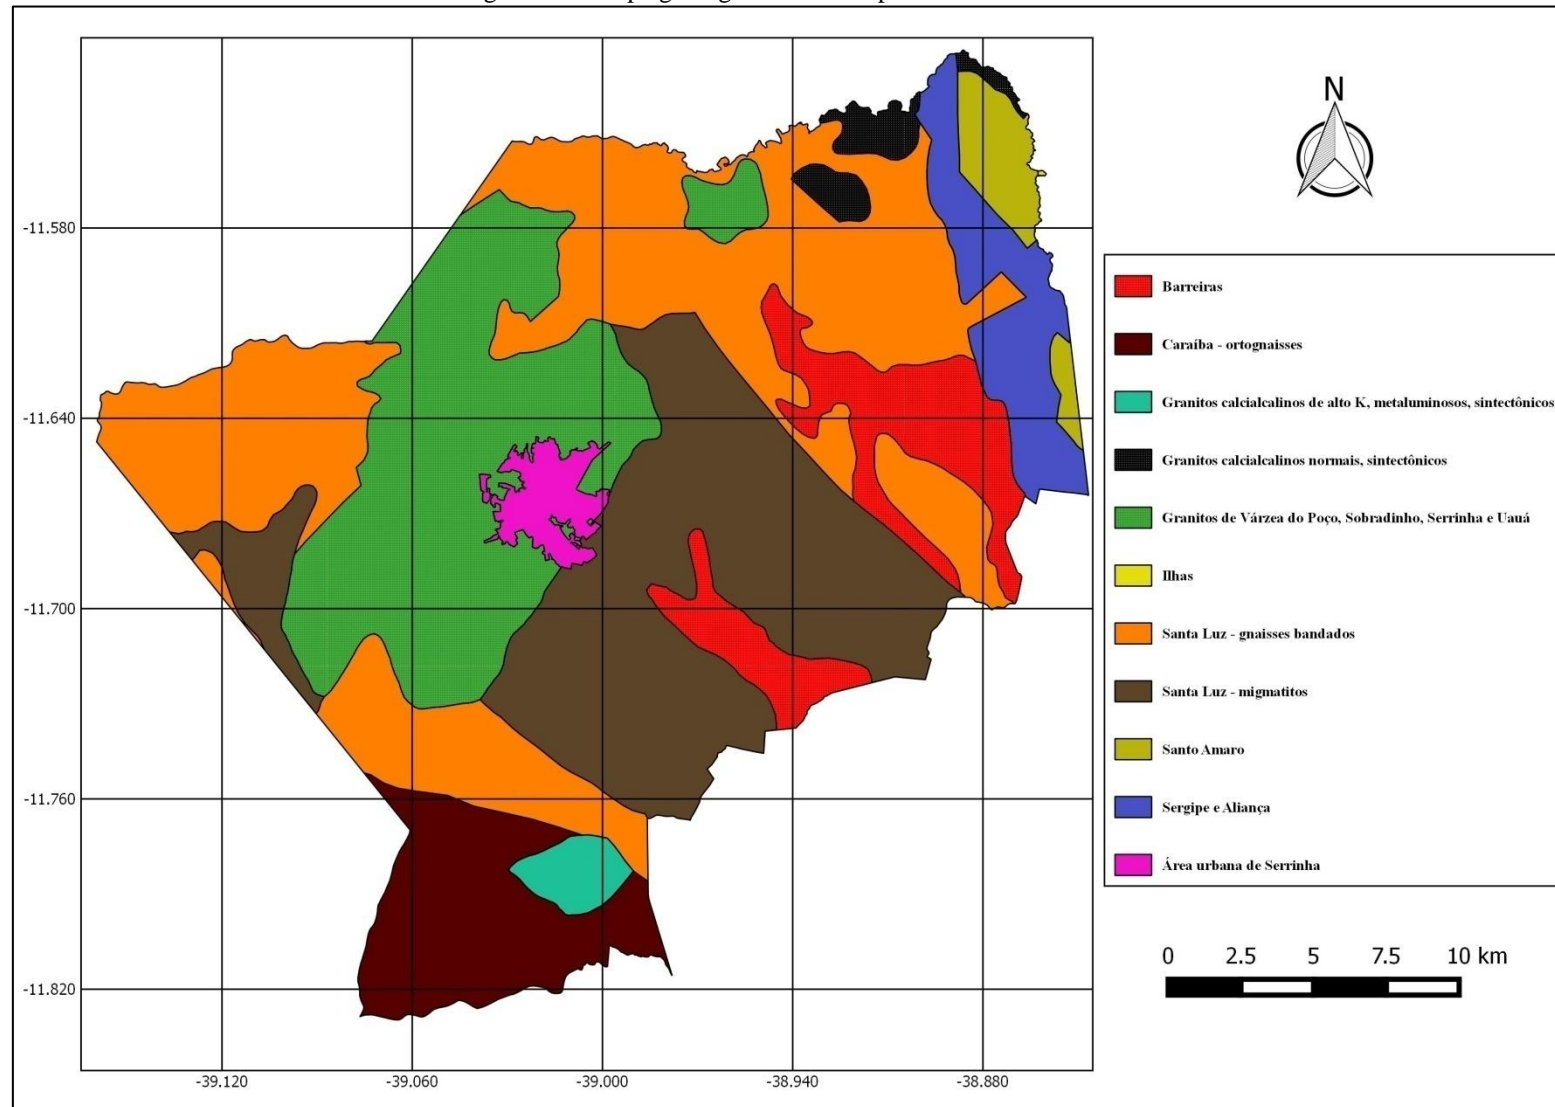 N
-11.580
-11.640
-11.700
-11.760
-11.820
-39.120
-39.060
-39.000
-38.940
-38.880
Barreiras
Caraíba - ortognaisses
Granitos calcialcalinos de alto K, metaluminosos, sintectônicos
Granitos calcialcalinos normais, sintectônicos
Granitos de Várzea do Poço, Sobradinho, Serrinha e Uauá
Ilhas
Santa Luz - gnaisses bandados
Santa Luz - migmatitos
Santo Amaro
Sergipe e Aliança
Área urbana de Serrinha
0 2.5 5 7.5 10 km